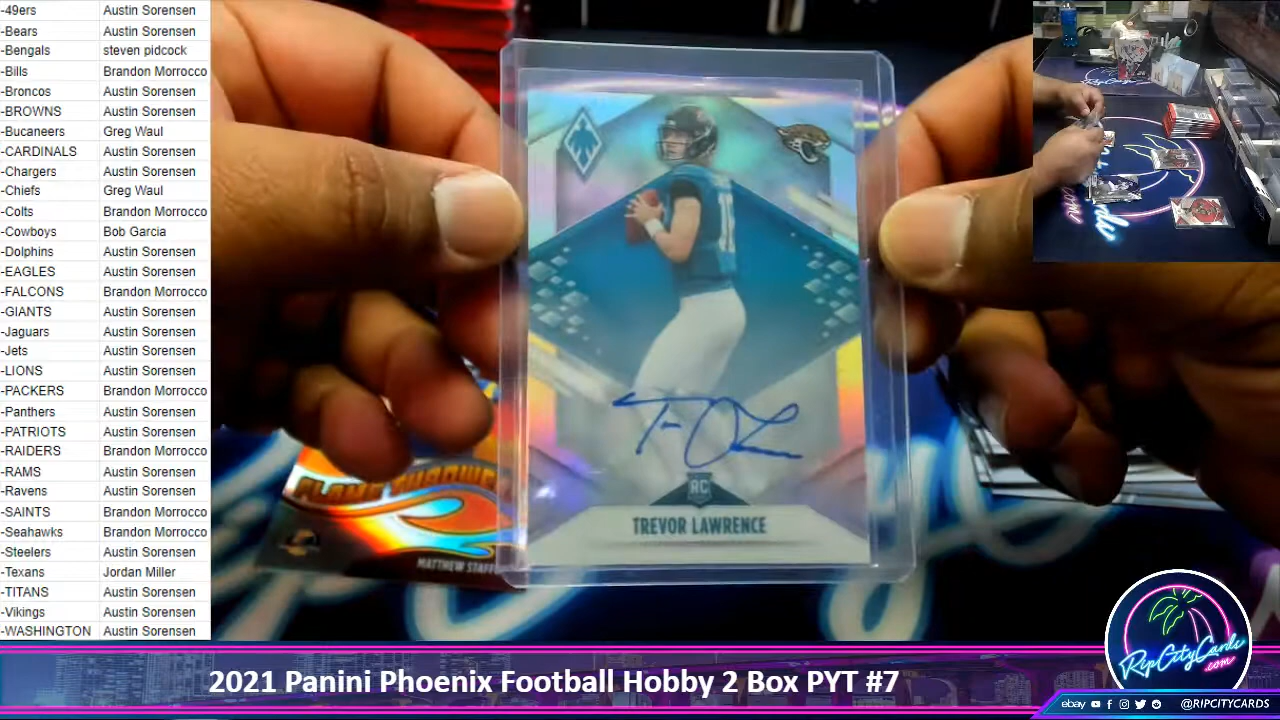 -49ers Austin Sorensen
-Bears Austin Sorensen
-Bengals steven pidcock
-Bills Brandon Morrocco
-Broncos Austin Sorensen
-BROWNS Austin Sorensen
-Bucaneers Greg Waul
-CARDINALS Austin Sorensen
-Chargers Austin Sorensen
-Chiefs Greg Waul
-Colts Brandon Morrocco
-Cowboys Bob Garcia
-Dolphins Austin Sorensen
-EAGLES Austin Sorensen
-FALCONS Brandon Morrocco
-GIANTS Austin Sorensen
-Jaguars Austin Sorensen
-Jets Austin Sorensen
-LIONS Austin Sorensen
-PACKERS Brandon Morrocco
-Panthers Austin Sorensen
-PATRIOTS Austin Sorensen
-RAIDERS Brandon Morrocco
-RAMS Austin Sorensen
-Ravens Austin Sorensen
-SAINTS Brandon Morrocco
-Seahawks Brandon Morrocco
-Steelers Austin Sorensen
-Texans Jordan Miller
-TITANS Austin Sorensen
-Vikings Austin Sorensen
-WASHINGTON Austin Sorensen
RC
TREVOR LAWRENCE
FLAME THROWE
MATTHEW STAFF
RipCityCards
.com
2021 Panini Phoenix Football Hobby 2 Box PYT #7
ebay @RIPCITYCARDS